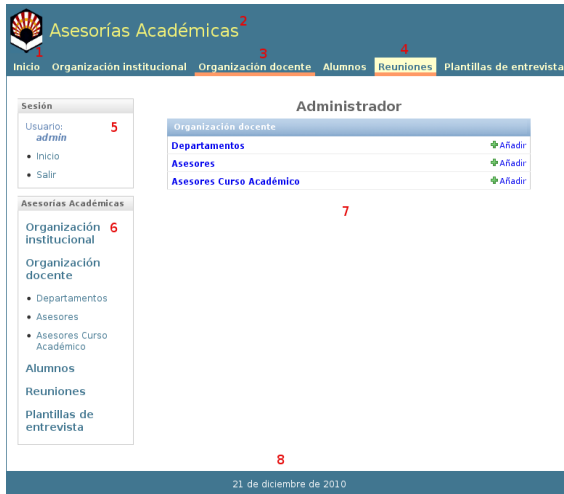 Asesorías Académicas 2
1 3 4
Inicio Organización institucional Organización docente Alumnos Reuniones Plantillas de entrevista
Sesión
Usuario: 5
admin
Inicio
Salir
Asesorías Académicas
Organización 6
institucional
Organización
docente
Departamentos
Asesores
Asesores Curso
Académico
Alumnos
Reuniones
Plantillas de
entrevista
Administrador
Organización docente
Departamentos Añadir
Asesores Añadir
Asesores Curso Académico Añadir
7
8
21 de diciembre de 2010